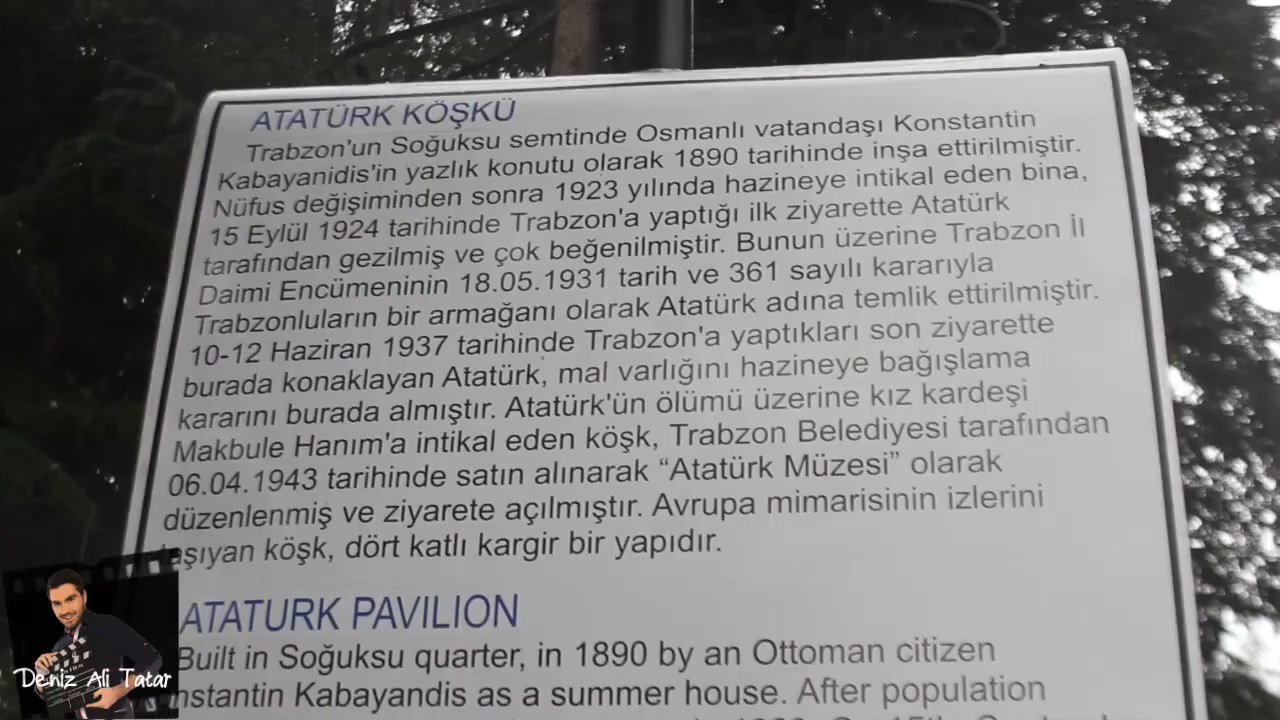 ATATÜRK KÖŞKÜ
Trabzon'un Soğuksu semtinde Osmanlı vatandaşı Konstantin
Kabayanidis'in yazlık konutu olarak 1890 tarihinde inşa ettirilmiştir.
Nüfus değişiminden sonra 1923 yılında hazineye intikal eden bina,
15 Eylül 1924 tarihinde Trabzon'a yaptığı ilk ziyarette Atatürk
tarafından gezilmiş ve çok beğenilmiştir. Bunun üzerine Trabzon İl
Daimi Encümeninin 18.05.1931 tarih ve 361 sayılı kararıyla
Trabzonluların bir armağanı olarak Atatürk adına temlik ettirilmiştir.
10-12 Haziran 1937 tarihinde Trabzon'a yaptıkları son ziyarette
burada konaklayan Atatürk, mal varlığını hazineye bağışlama
kararını burada almıştır. Atatürk'ün ölümü üzerine kız kardeşi
Makbule Hanım'a intikal eden köşk, Trabzon Belediyesi tarafından
06.04.1943 tarihinde satın alınarak “Atatürk Müzesi” olarak
düzenlenmiş ve ziyarete açılmıştır. Avrupa mimarisinin izlerini
taşıyan köşk, dört katlı kargir bir yapıdır.
ATATURK PAVILION
Built in Soğuksu quarter, in 1890 by an Ottoman citizen
nstantin Kabayandis as a summer house. After population
Deniz Ali Tatar